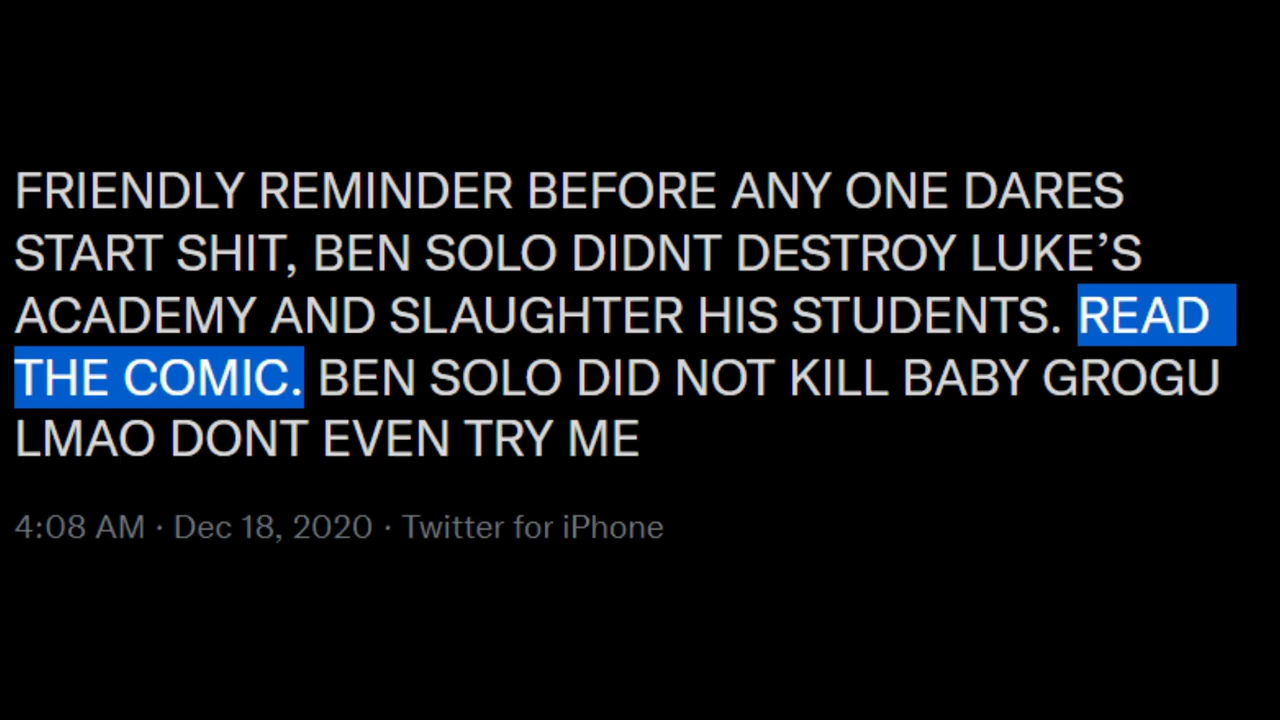 FRIENDLY REMINDER BEFORE ANY ONE DARES
START SHIT, BEN SOLO DIDNT DESTROY LUKE’S
ACADEMY AND SLAUGHTER HIS STUDENTS. READ
THE COMIC. BEN SOLO DID NOT KILL BABY GROGU
LMAO DONT EVEN TRY ME
4:08 AM · Dec 18, 2020 · Twitter for iPhone